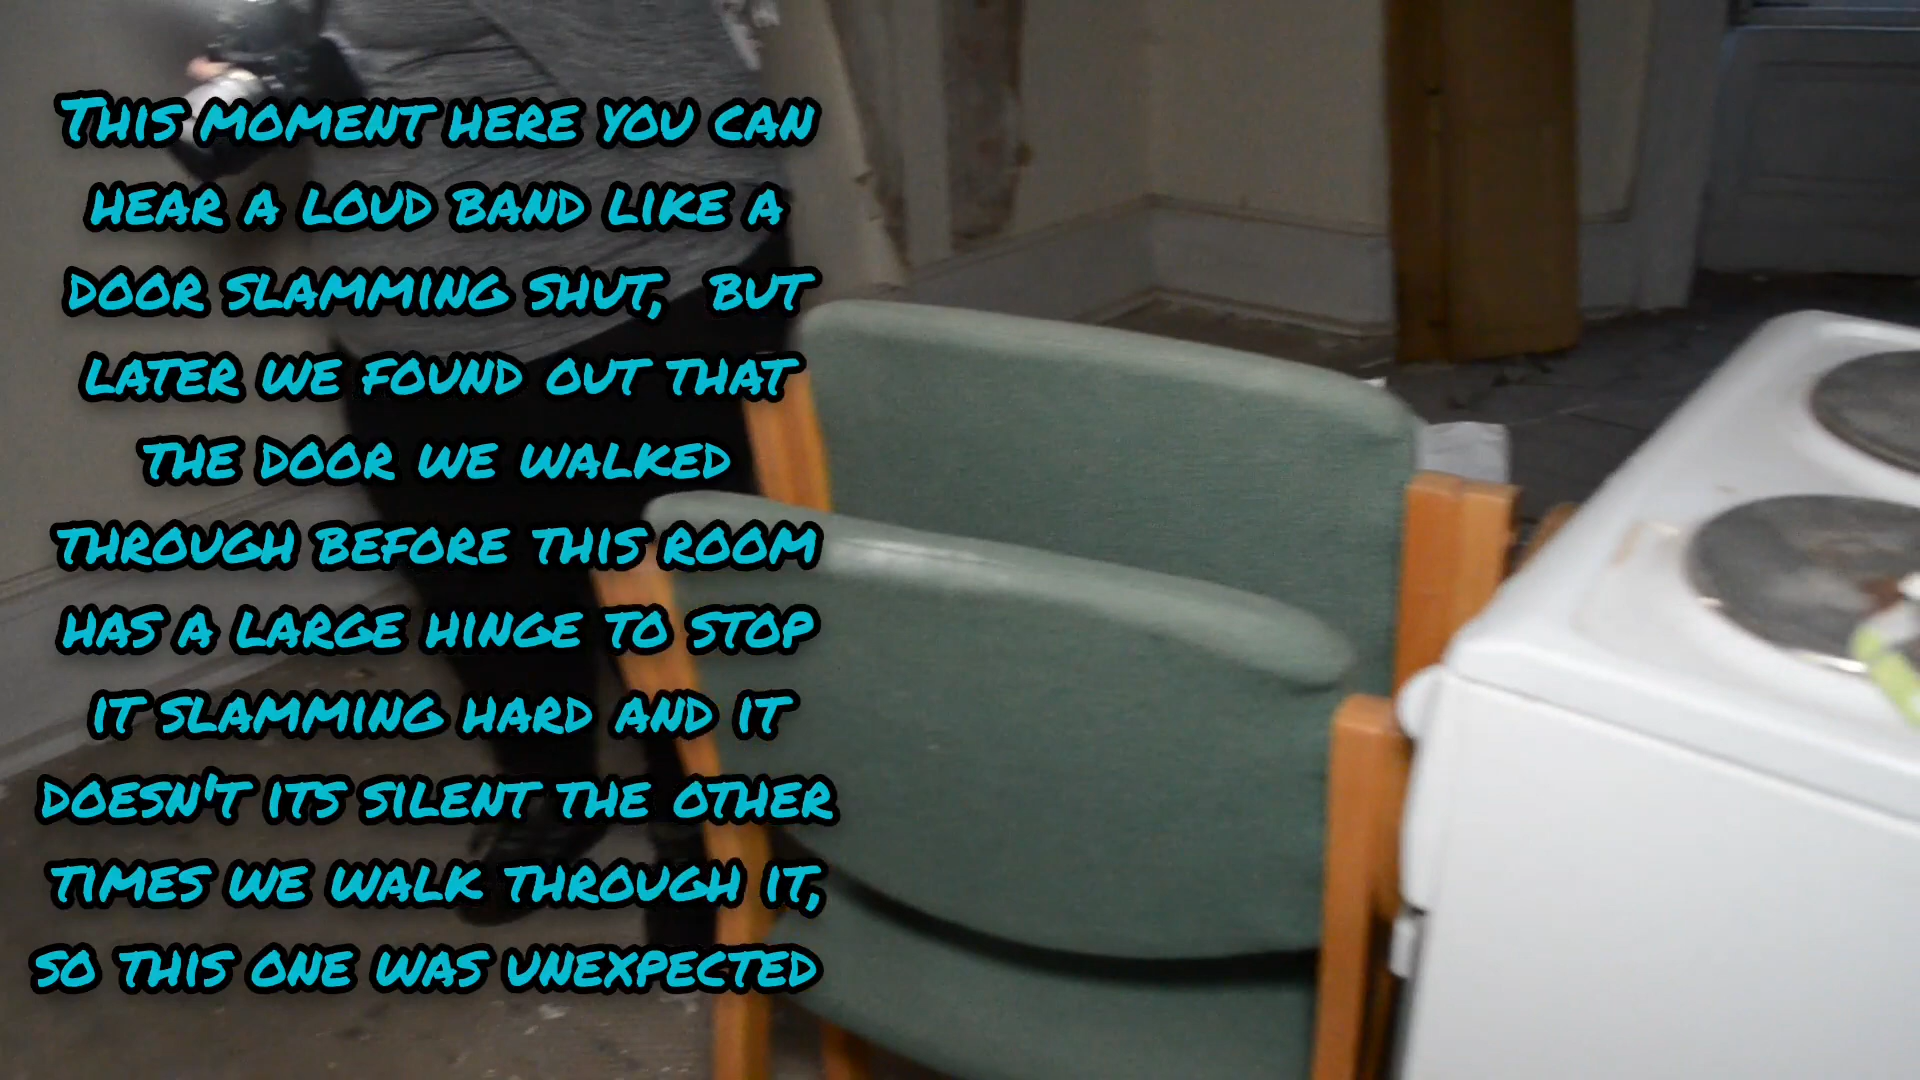 This moment here you can
hear a loud band like a
door slamming shut,  but
later we found out that
the door we walked
through before this room
has a large hinge to stop
it slamming hard and it
doesn't its silent the other
times we walk through it,
so this one was unexpected